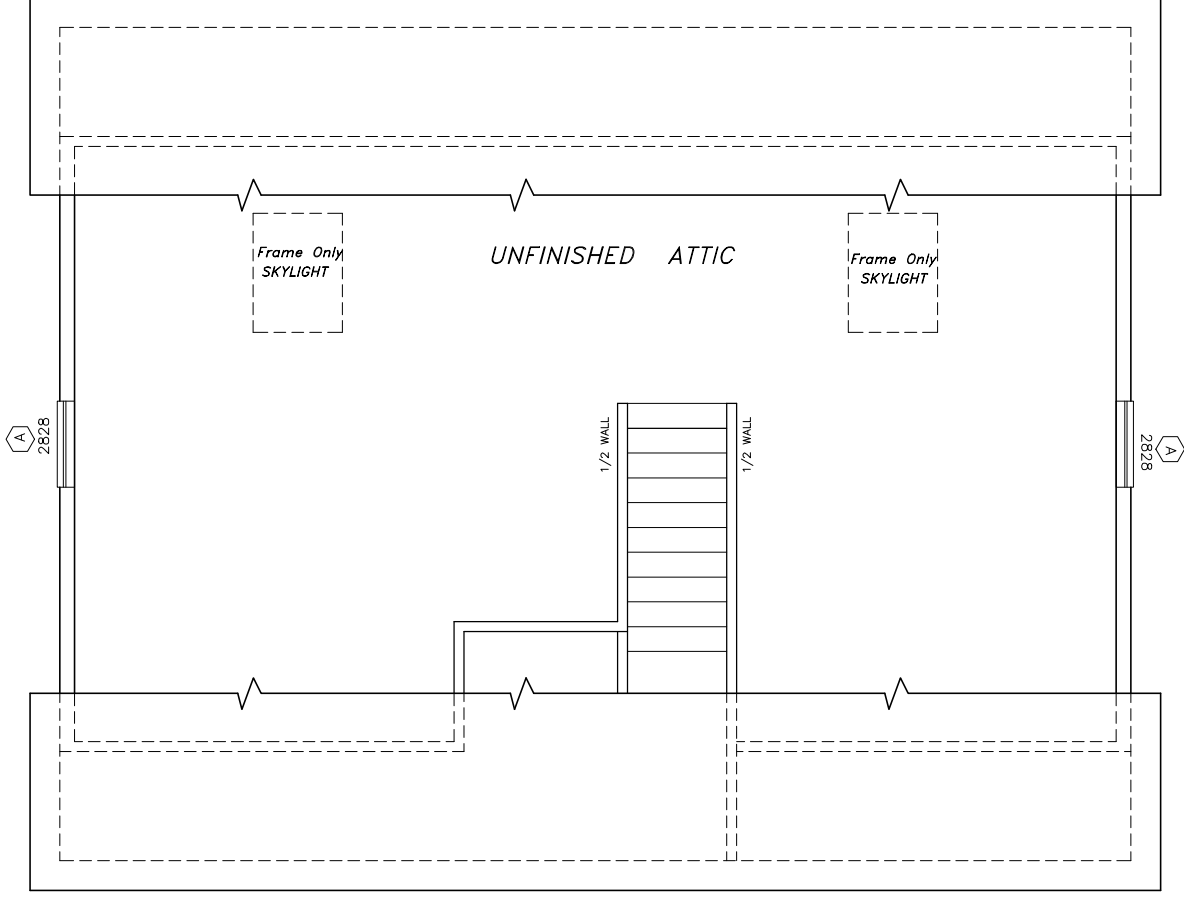 Frame Only
SKYLIGHT
UNFINISHED ATTIC
Frame Only
SKYLIGHT
A
2828
1/2 WALL
1/2 WALL
2828
A